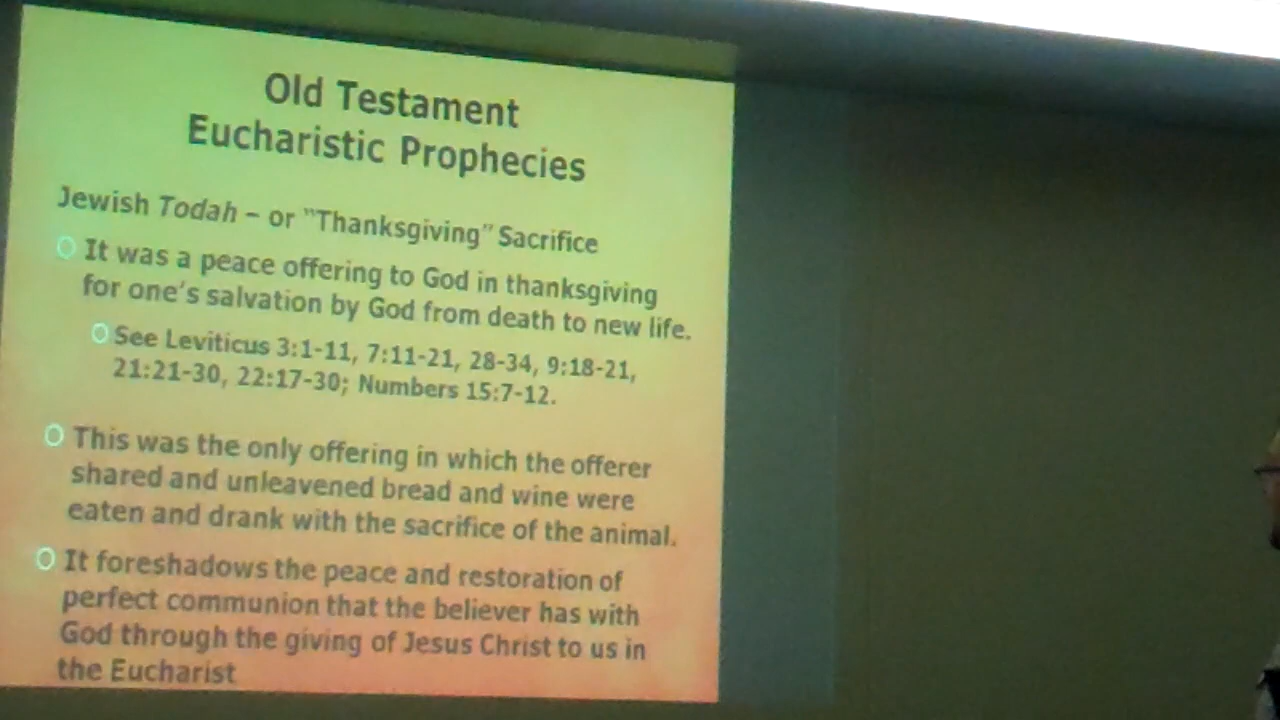 Old Testament
Eucharistic Prophecies
Jewish Todah – or "Thanksgiving" Sacrifice
It was a peace offering to God in thanksgiving
for one's salvation by God from death to new life.
See Leviticus 3:1-11, 7:11-21, 28-34, 9:18-21,
21:21-30, 22:17-30; Numbers 15:7-12.
This was the only offering in which the offerer
shared and unleavened bread and wine were
eaten and drank with the sacrifice of the animal.
It foreshadows the peace and restoration of
perfect communion that the believer has with
God through the giving of Jesus Christ to us in
the Eucharist